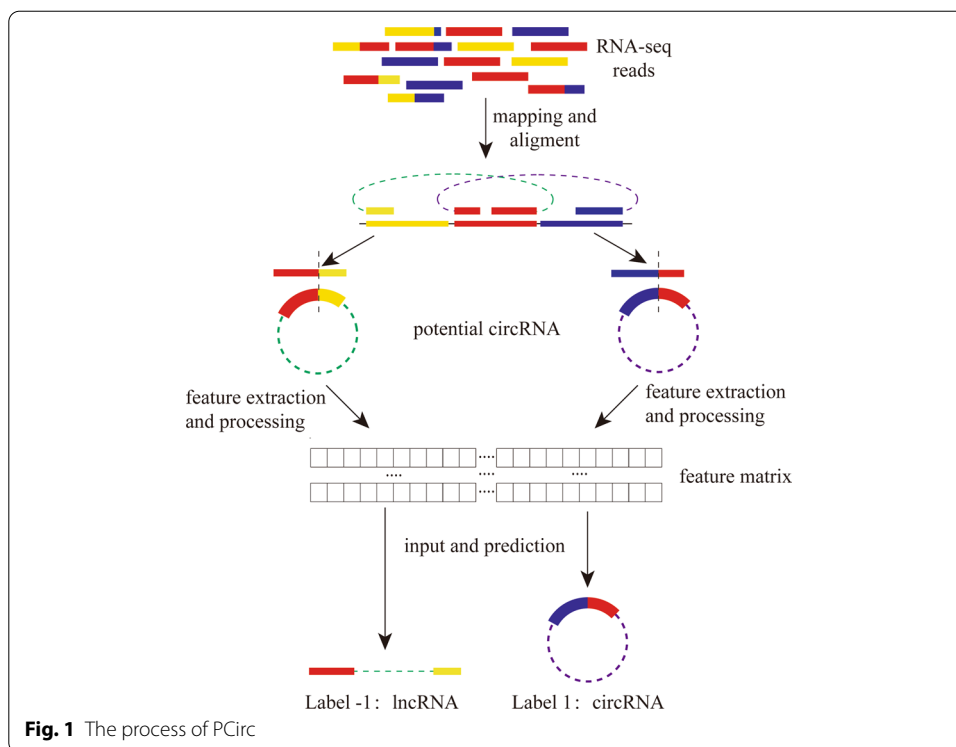 RNA-seq
reads
mapping and
aligment
potential circRNA
feature extraction
and processing
feature extraction
and processing
feature matrix
input and prediction
Label -1: lncRNA
Label 1: circRNA
Fig. 1 The process of PCirc